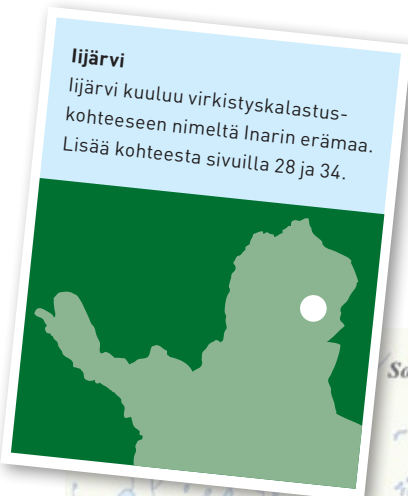 Iijärvi
Iijärvi kuuluu virkistyskalastus-
kohteeseen nimeltä Inarin erämaa.
Lisää kohteesta sivuilla 28 ja 34.